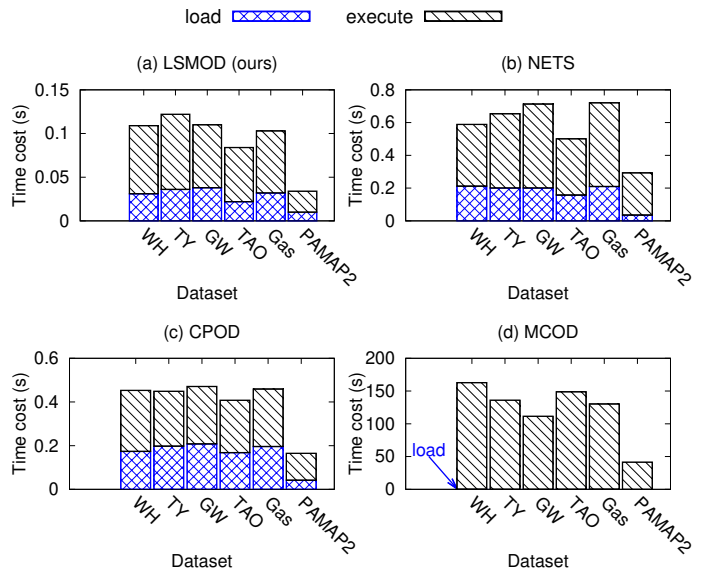 load execute
(a) LSMOD (ours)
Time cost (s)
0.15
0.1
0.05
0
WH TY GW TAO Gas PAMAP2
Dataset
(b) NETS
Time cost (s)
0.8
0.6
0.4
0.2
0
WH TY GW TAO Gas PAMAP2
Dataset
(c) CPOD
Time cost (s)
0.6
0.4
0.2
0
WH TY GW TAO Gas PAMAP2
Dataset
(d) MCOD
Time cost (s)
200
150
100
50
0
load
WH TY GW TAO Gas PAMAP2
Dataset